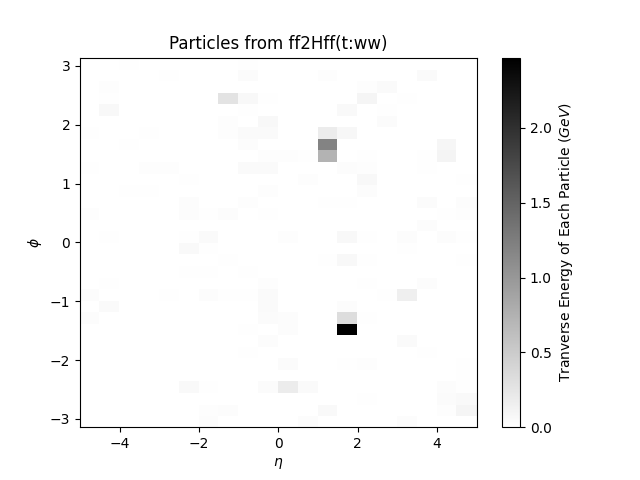 Particles from ff2Hff(t:ww)
3
2
1
0
−1
−2
−3
ϕ
−4 −2 0 2 4
η
2.0
1.5
1.0
0.5
0.0
Tranverse Energy of Each Particle (GeV)